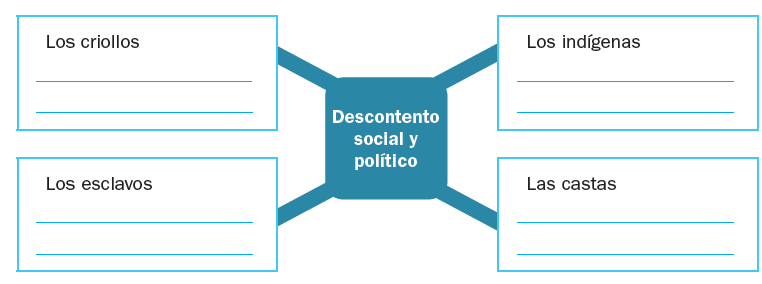 Los criollos
Los indígenas
Descontento
social y
político
Los esclavos
Las castas